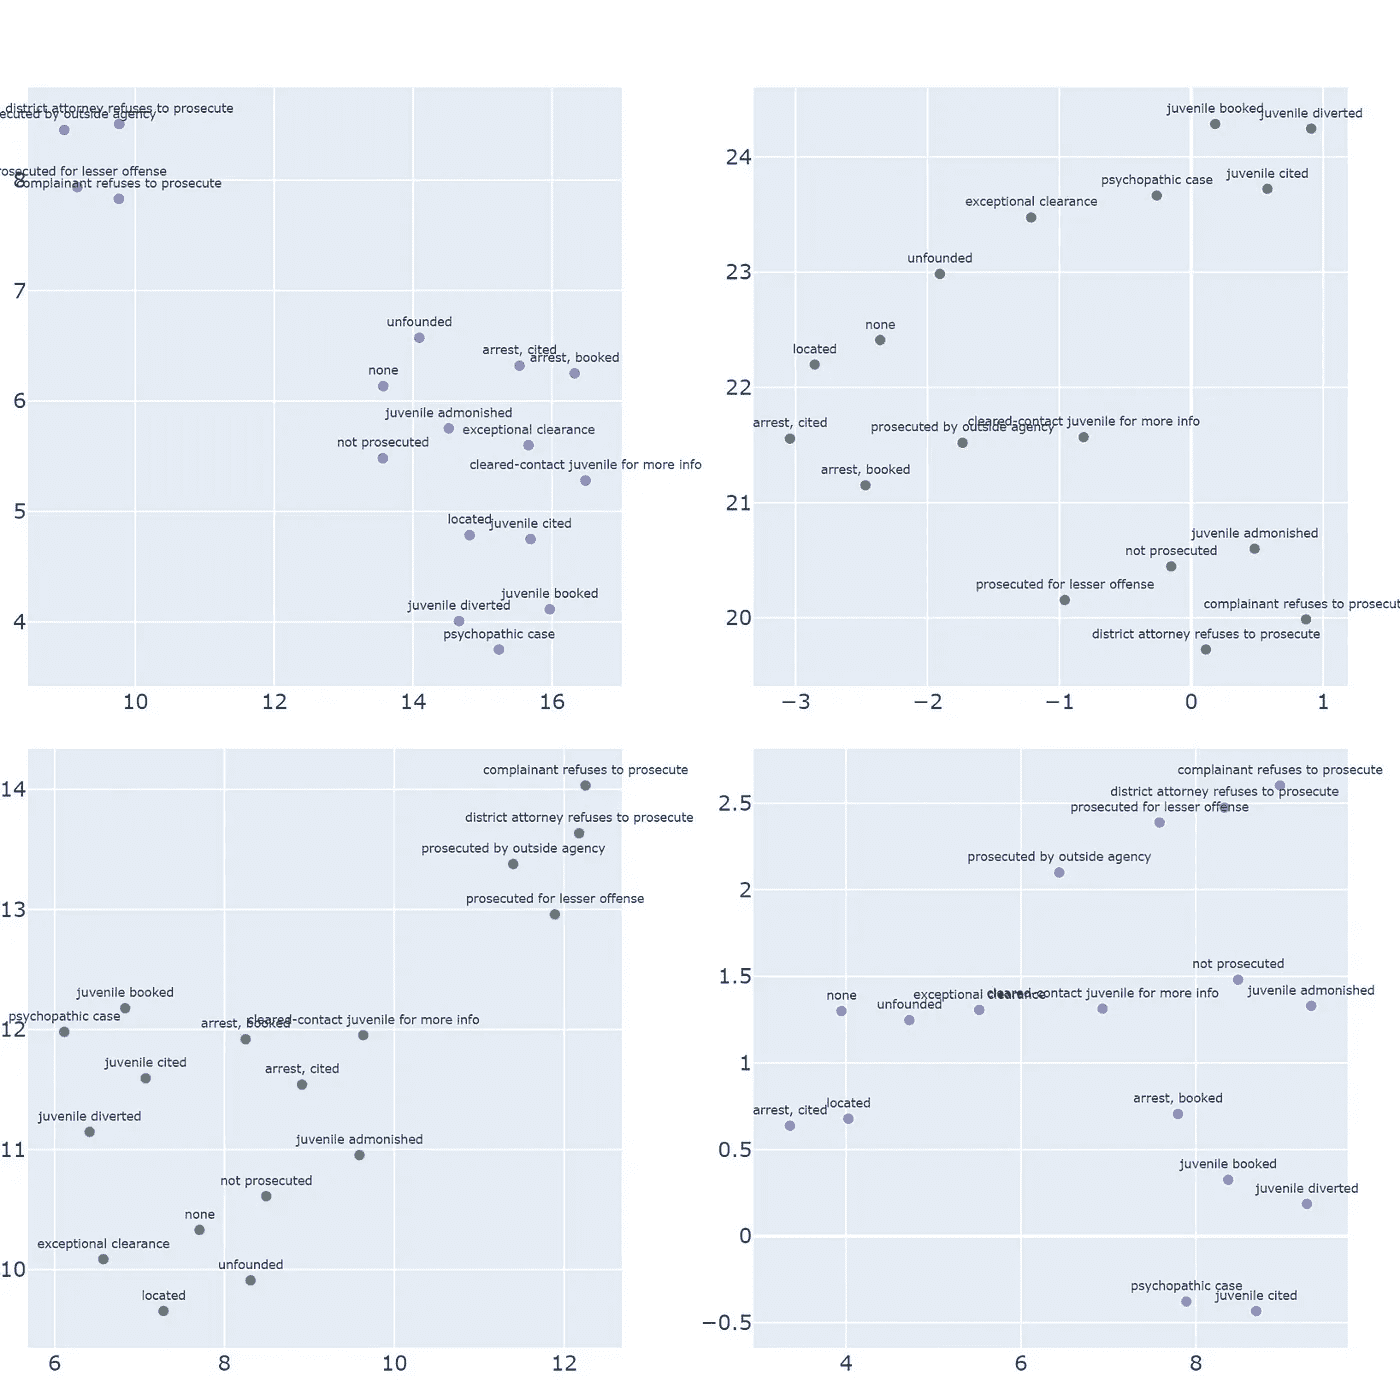 district attorney refuses to prosecute
ecuted by outside agency
rosecuted for lesser offense
complainant refuses to prosecute
8
7
unfounded
arrest, cited
arrest, booked
none
6
juvenile admonished
exceptional clearance
not prosecuted
cleared-contact juvenile for more info
5
located
juvenile cited
juvenile booked
juvenile diverted
4
psychopathic case
10 12 14 16
juvenile booked
juvenile diverted
24
juvenile cited
psychopathic case
exceptional clearance
23
unfounded
none
located
22
arrest, cited
cleared-contact juvenile for more info
prosecuted by outside agency
arrest, booked
21
juvenile admonished
not prosecuted
prosecuted for lesser offense
complainant refuses to prosecut
20
district attorney refuses to prosecute
−3 −2 −1 0 1
complainant refuses to prosecute
14
district attorney refuses to prosecute
prosecuted by outside agency
prosecuted for lesser offense
13
juvenile booked
psychopathic case
arrest, booked
cleared-contact juvenile for more info
12
juvenile cited
arrest, cited
juvenile diverted
11
juvenile admonished
not prosecuted
none
exceptional clearance
10
unfounded
located
6 8 10 12
complainant refuses to prosecute
district attorney refuses to prosecute
2.5
prosecuted for lesser offense
prosecuted by outside agency
2
not prosecuted
1.5
juvenile admonished
none
exceptional clearance
cleared-contact juvenile for more info
unfounded
1
arrest, booked
located
arrest, cited
0.5
juvenile booked
juvenile diverted
0
psychopathic case
juvenile cited
−0.5
4 6 8